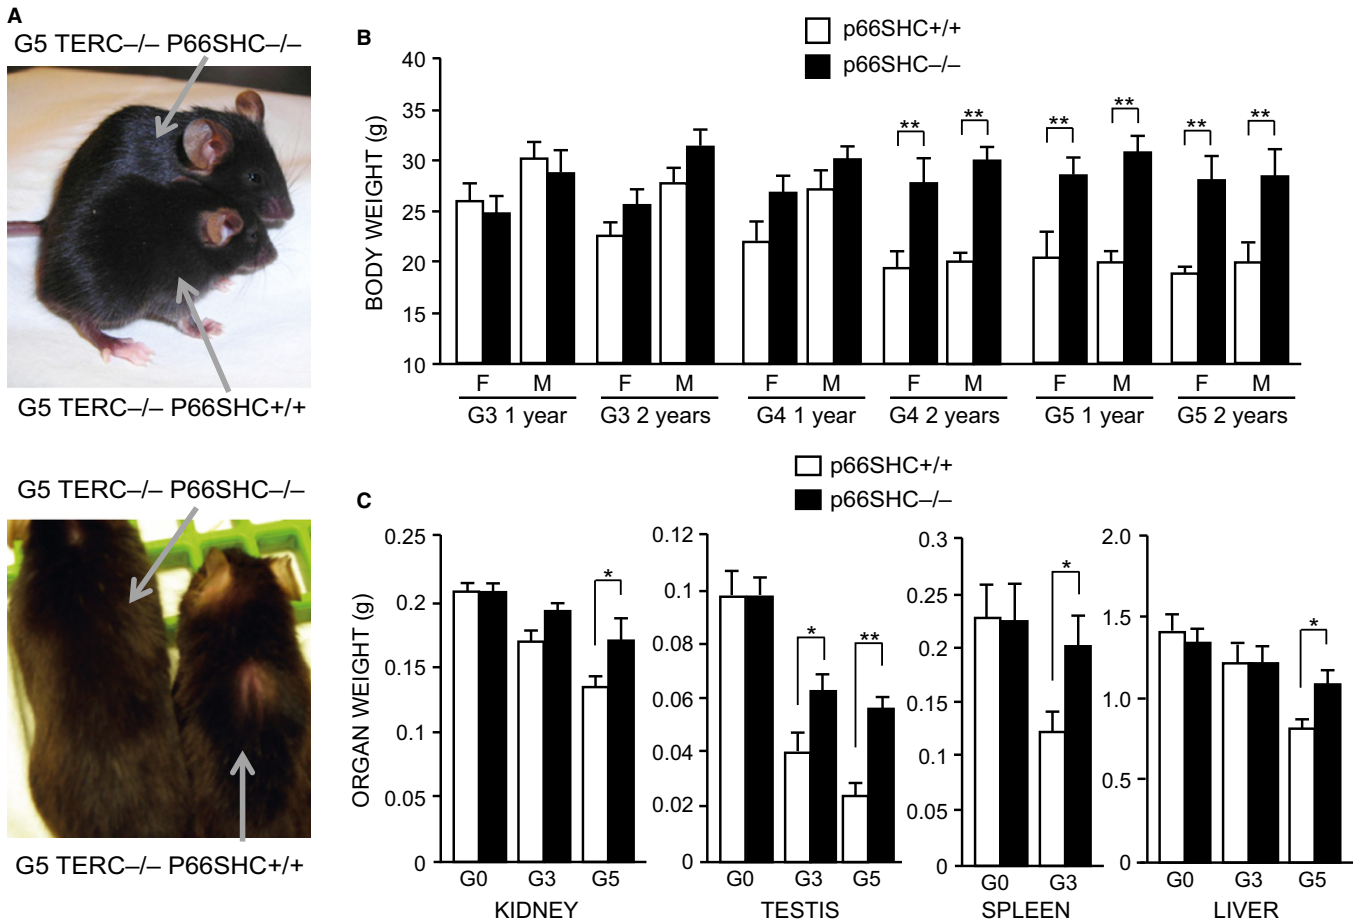 A
G5 TERC–/– P66SHC–/–
G5 TERC–/– P66SHC+/+
G5 TERC–/– P66SHC–/–
G5 TERC–/– P66SHC+/+
B
p66SHC+/+
p66SHC–/–
BODY WEIGHT (g)
40
35
30
25
20
15
10
** ** ** ** ** **
F M F M F M F M F M F M
G3 1 year G3 2 years G4 1 year G4 2 years G5 1 year G5 2 years
C
p66SHC+/+
p66SHC–/–
ORGAN WEIGHT (g)
0.25
0.2
0.15
0.1
0.05
0
*
G0 G3 G5
KIDNEY
0.12
0.1
0.08
0.06
0.04
0.02
0
* **
G0 G3 G5
TESTIS
0.3
0.25
0.2
0.15
0.1
0.05
0
*
G0 G3
SPLEEN
2.0
1.5
1.0
0.5
0
*
G0 G3 G5
LIVER